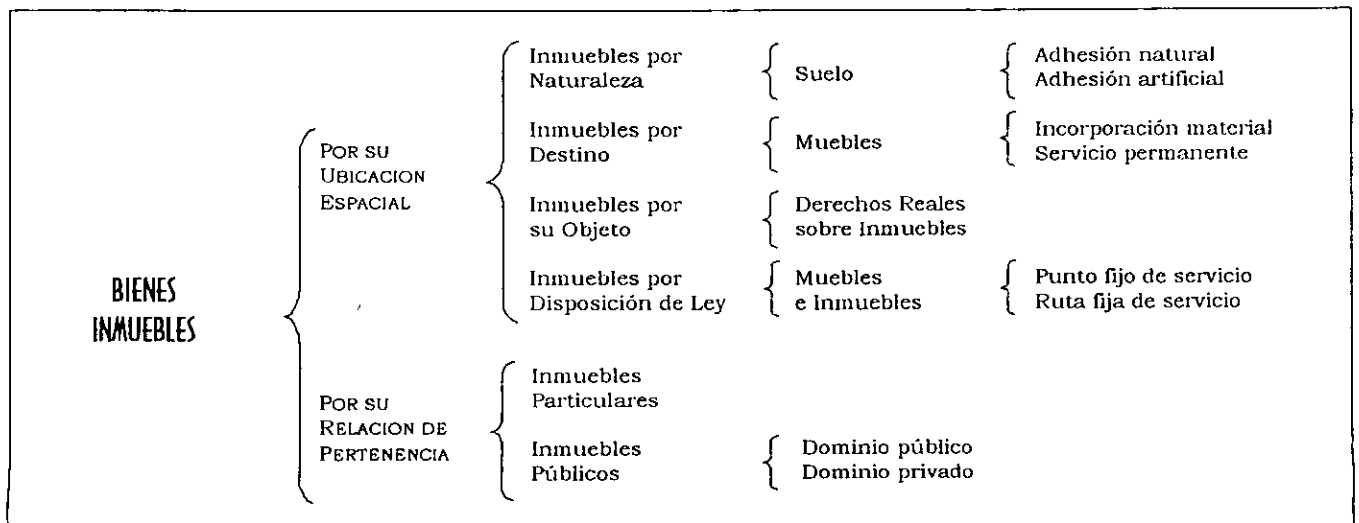 BIENES
INMUEBLES
POR SU
UBICACION
ESPACIAL
Inmuebles por
Naturaleza
Suelo
Adhesión natural
Adhesión artificial
Inmuebles por
Destino
Muebles
Incorporación material
Servicio permanente
Inmuebles por
su Objeto
Derechos Reales
sobre Inmuebles
Inmuebles por
Disposición de Ley
Muebles
e Inmuebles
Punto fijo de servicio
Ruta fija de servicio
POR SU
RELACION DE
PERTENENCIA
Inmuebles
Particulares
Inmuebles
Públicos
Dominio público
Dominio privado